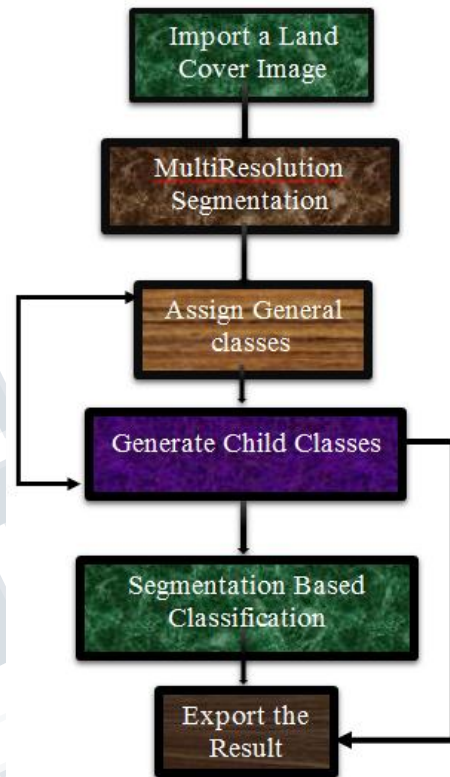 Import a Land
Cover Image
MultiResolution
Segmentation
Assign General
classes
Generate Child Classes
Segmentation Based
Classification
Export the
Result